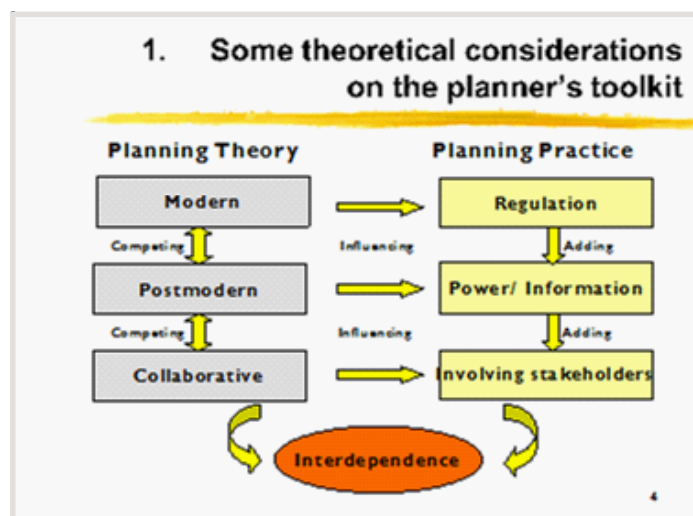 1. Some theoretical considerations
on the planner's toolkit
Planning Theory Planning Practice
Modern Regulation
Competing Influencing Adding
Postmodern Power/ Information
Competing Influencing Adding
Collaborative Involving stakeholders
Interdependence
4